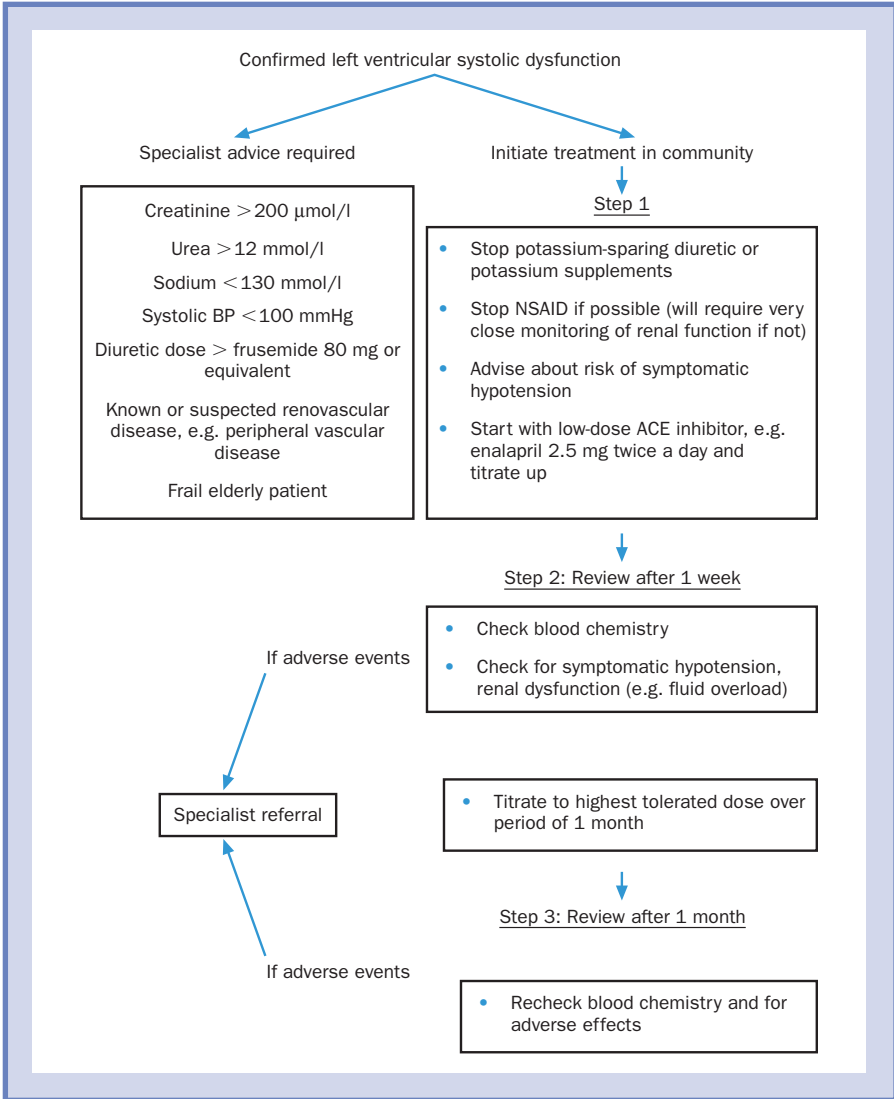 Confirmed left ventricular systolic dysfunction
Specialist advice required
Creatinine >200 μmol/l
Urea >12 mmol/l
Sodium <130 mmol/l
Systolic BP <100 mmHg
Diuretic dose > frusemide 80 mg or
equivalent
Known or suspected renovascular
disease, e.g. peripheral vascular
disease
Frail elderly patient
Initiate treatment in community
Step 1
• Stop potassium-sparing diuretic or
potassium supplements
• Stop NSAID if possible (will require very
close monitoring of renal function if not)
• Advise about risk of symptomatic
hypotension
• Start with low-dose ACE inhibitor, e.g.
enalapril 2.5 mg twice a day and
titrate up
Step 2: Review after 1 week
• Check blood chemistry
• Check for symptomatic hypotension,
renal dysfunction (e.g. fluid overload)
If adverse events
Specialist referral
• Titrate to highest tolerated dose over
period of 1 month
Step 3: Review after 1 month
If adverse events
• Recheck blood chemistry and for
adverse effects